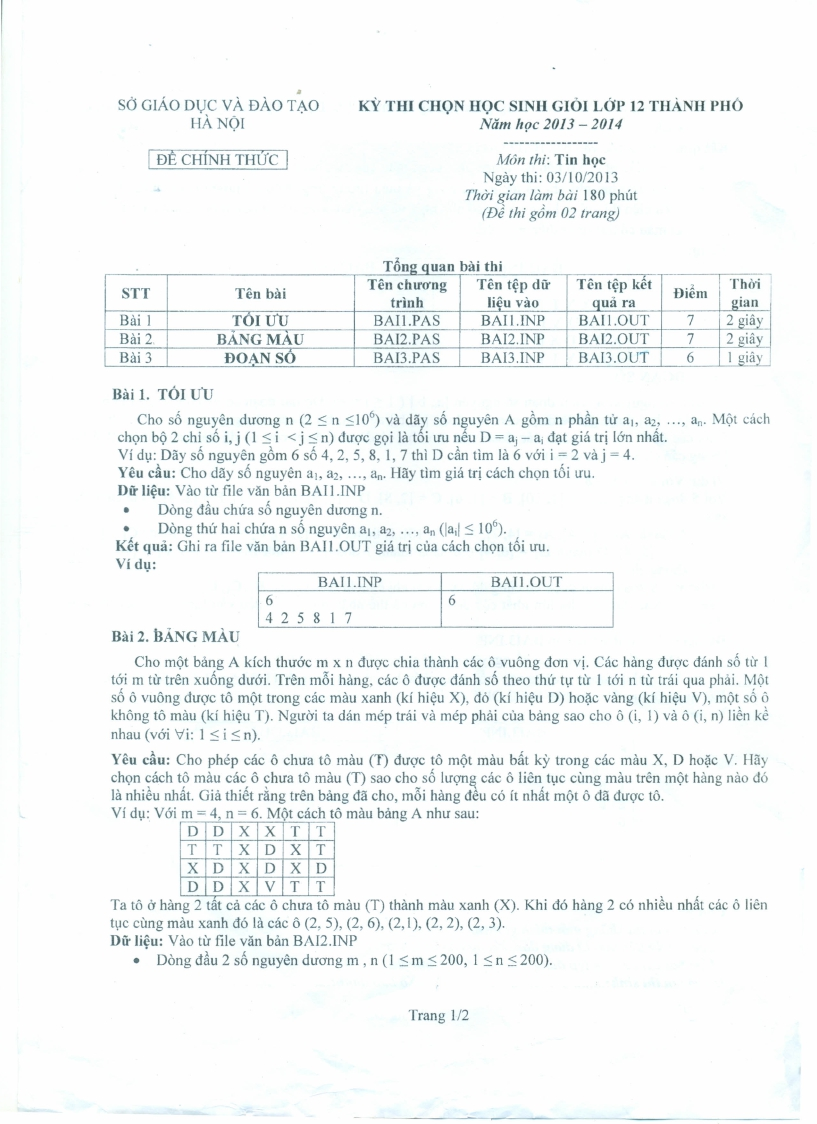 SỞ GIÁO DỤC VÀ ĐÀO TẠO
HÀ NỘI
ĐỀ CHÍNH THỨC
KỲ THI CHỌN HỌC SINH GIỎI LỚP 12 THÀNH PHỐ
Năm học 2013 – 2014
------------------
Môn thi: Tin học
Ngày thi: 03/10/2013
Thời gian làm bài 180 phút
(Đề thi gồm 02 trang)
Tổng quan bài thi
STT Tên bài Tên chương trình Tên tệp dữ liệu vào Tên tệp kết quả ra Điểm Thời gian
Bài 1 TỐI ƯU BAI1.PAS BAI1.INP BAI1.OUT 7 2 giây
Bài 2 BẢNG MÀU BAI2.PAS BAI2.INP BAI2.OUT 7 2 giây
Bài 3 ĐOẠN SỐ BAI3.PAS BAI3.INP BAI3.OUT 6 1 giây
Bài 1. TỐI ƯU
Cho số nguyên dương n (2 ≤ n ≤10⁶) và dãy số nguyên A gồm n phần tử a₁, a₂, …, aₙ. Một cách
chọn bộ 2 chỉ số i, j (1 ≤ i < j ≤ n) được gọi là tối ưu nếu D = aⱼ – aᵢ đạt giá trị lớn nhất.
Ví dụ: Dãy số nguyên gồm 6 số 4, 2, 5, 8, 1, 7 thì D cần tìm là 6 với i = 2 và j = 4.
Yêu cầu: Cho dãy số nguyên a₁, a₂, …, aₙ. Hãy tìm giá trị cách chọn tối ưu.
Dữ liệu: Vào từ file văn bản BAI1.INP
• Dòng đầu chứa số nguyên dương n.
• Dòng thứ hai chứa n số nguyên a₁, a₂, …, aₙ (|aᵢ| ≤ 10⁶).
Kết quả: Ghi ra file văn bản BAI1.OUT giá trị của cách chọn tối ưu.
Ví dụ:
BAI1.INP BAI1.OUT
6 6
4 2 5 8 1 7
Bài 2. BẢNG MÀU
Cho một bảng A kích thước m x n được chia thành các ô vuông đơn vị. Các hàng được đánh số từ 1
tới m từ trên xuống dưới. Trên mỗi hàng, các ô được đánh số theo thứ tự từ 1 tới n từ trái qua phải. Một
số ô vuông được tô một trong các màu xanh (kí hiệu X), đỏ (kí hiệu D) hoặc vàng (kí hiệu V), một số ô
không tô màu (kí hiệu T). Người ta dán mép trái và mép phải của bảng sao cho ô (i, 1) và ô (i, n) liền kề
nhau (với ∀i: 1 ≤ i ≤ n).
Yêu cầu: Cho phép các ô chưa tô màu (T) được tô một màu bất kỳ trong các màu X, D hoặc V. Hãy
chọn cách tô màu các ô chưa tô màu (T) sao cho số lượng các ô liên tục cùng màu trên một hàng nào đó
là nhiều nhất. Giả thiết rằng trên bảng đã cho, mỗi hàng đều có ít nhất một ô đã được tô.
Ví dụ: Với m = 4, n = 6. Một cách tô màu bảng A như sau:
D D X X T T
T T X D X T
X D X D X D
D D X V T T
Ta tô ở hàng 2 tất cả các ô chưa tô màu (T) thành màu xanh (X). Khi đó hàng 2 có nhiều nhất các ô liên
tục cùng màu xanh đó là các ô (2, 5), (2, 6), (2,1), (2, 2), (2, 3).
Dữ liệu: Vào từ file văn bản BAI2.INP
• Dòng đầu 2 số nguyên dương m , n (1 ≤ m ≤ 200, 1 ≤ n ≤ 200).
Trang 1/2